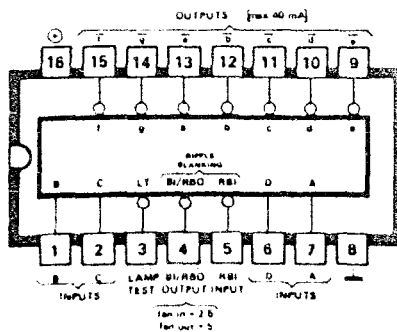 OUTPUTS [max 40 mA]
f g a b c d e
16 15 14 13 12 11 10 9
f g a b c d e
RIPPLE
BLANKING
B C LT BI/RBO RBI D A
1 2 3 4 5 6 7 8
B C LAMP BI/RBO RBI D A
INPUTS TEST OUTPUT INPUT INPUTS
fan in = 2.6
fan out = 5